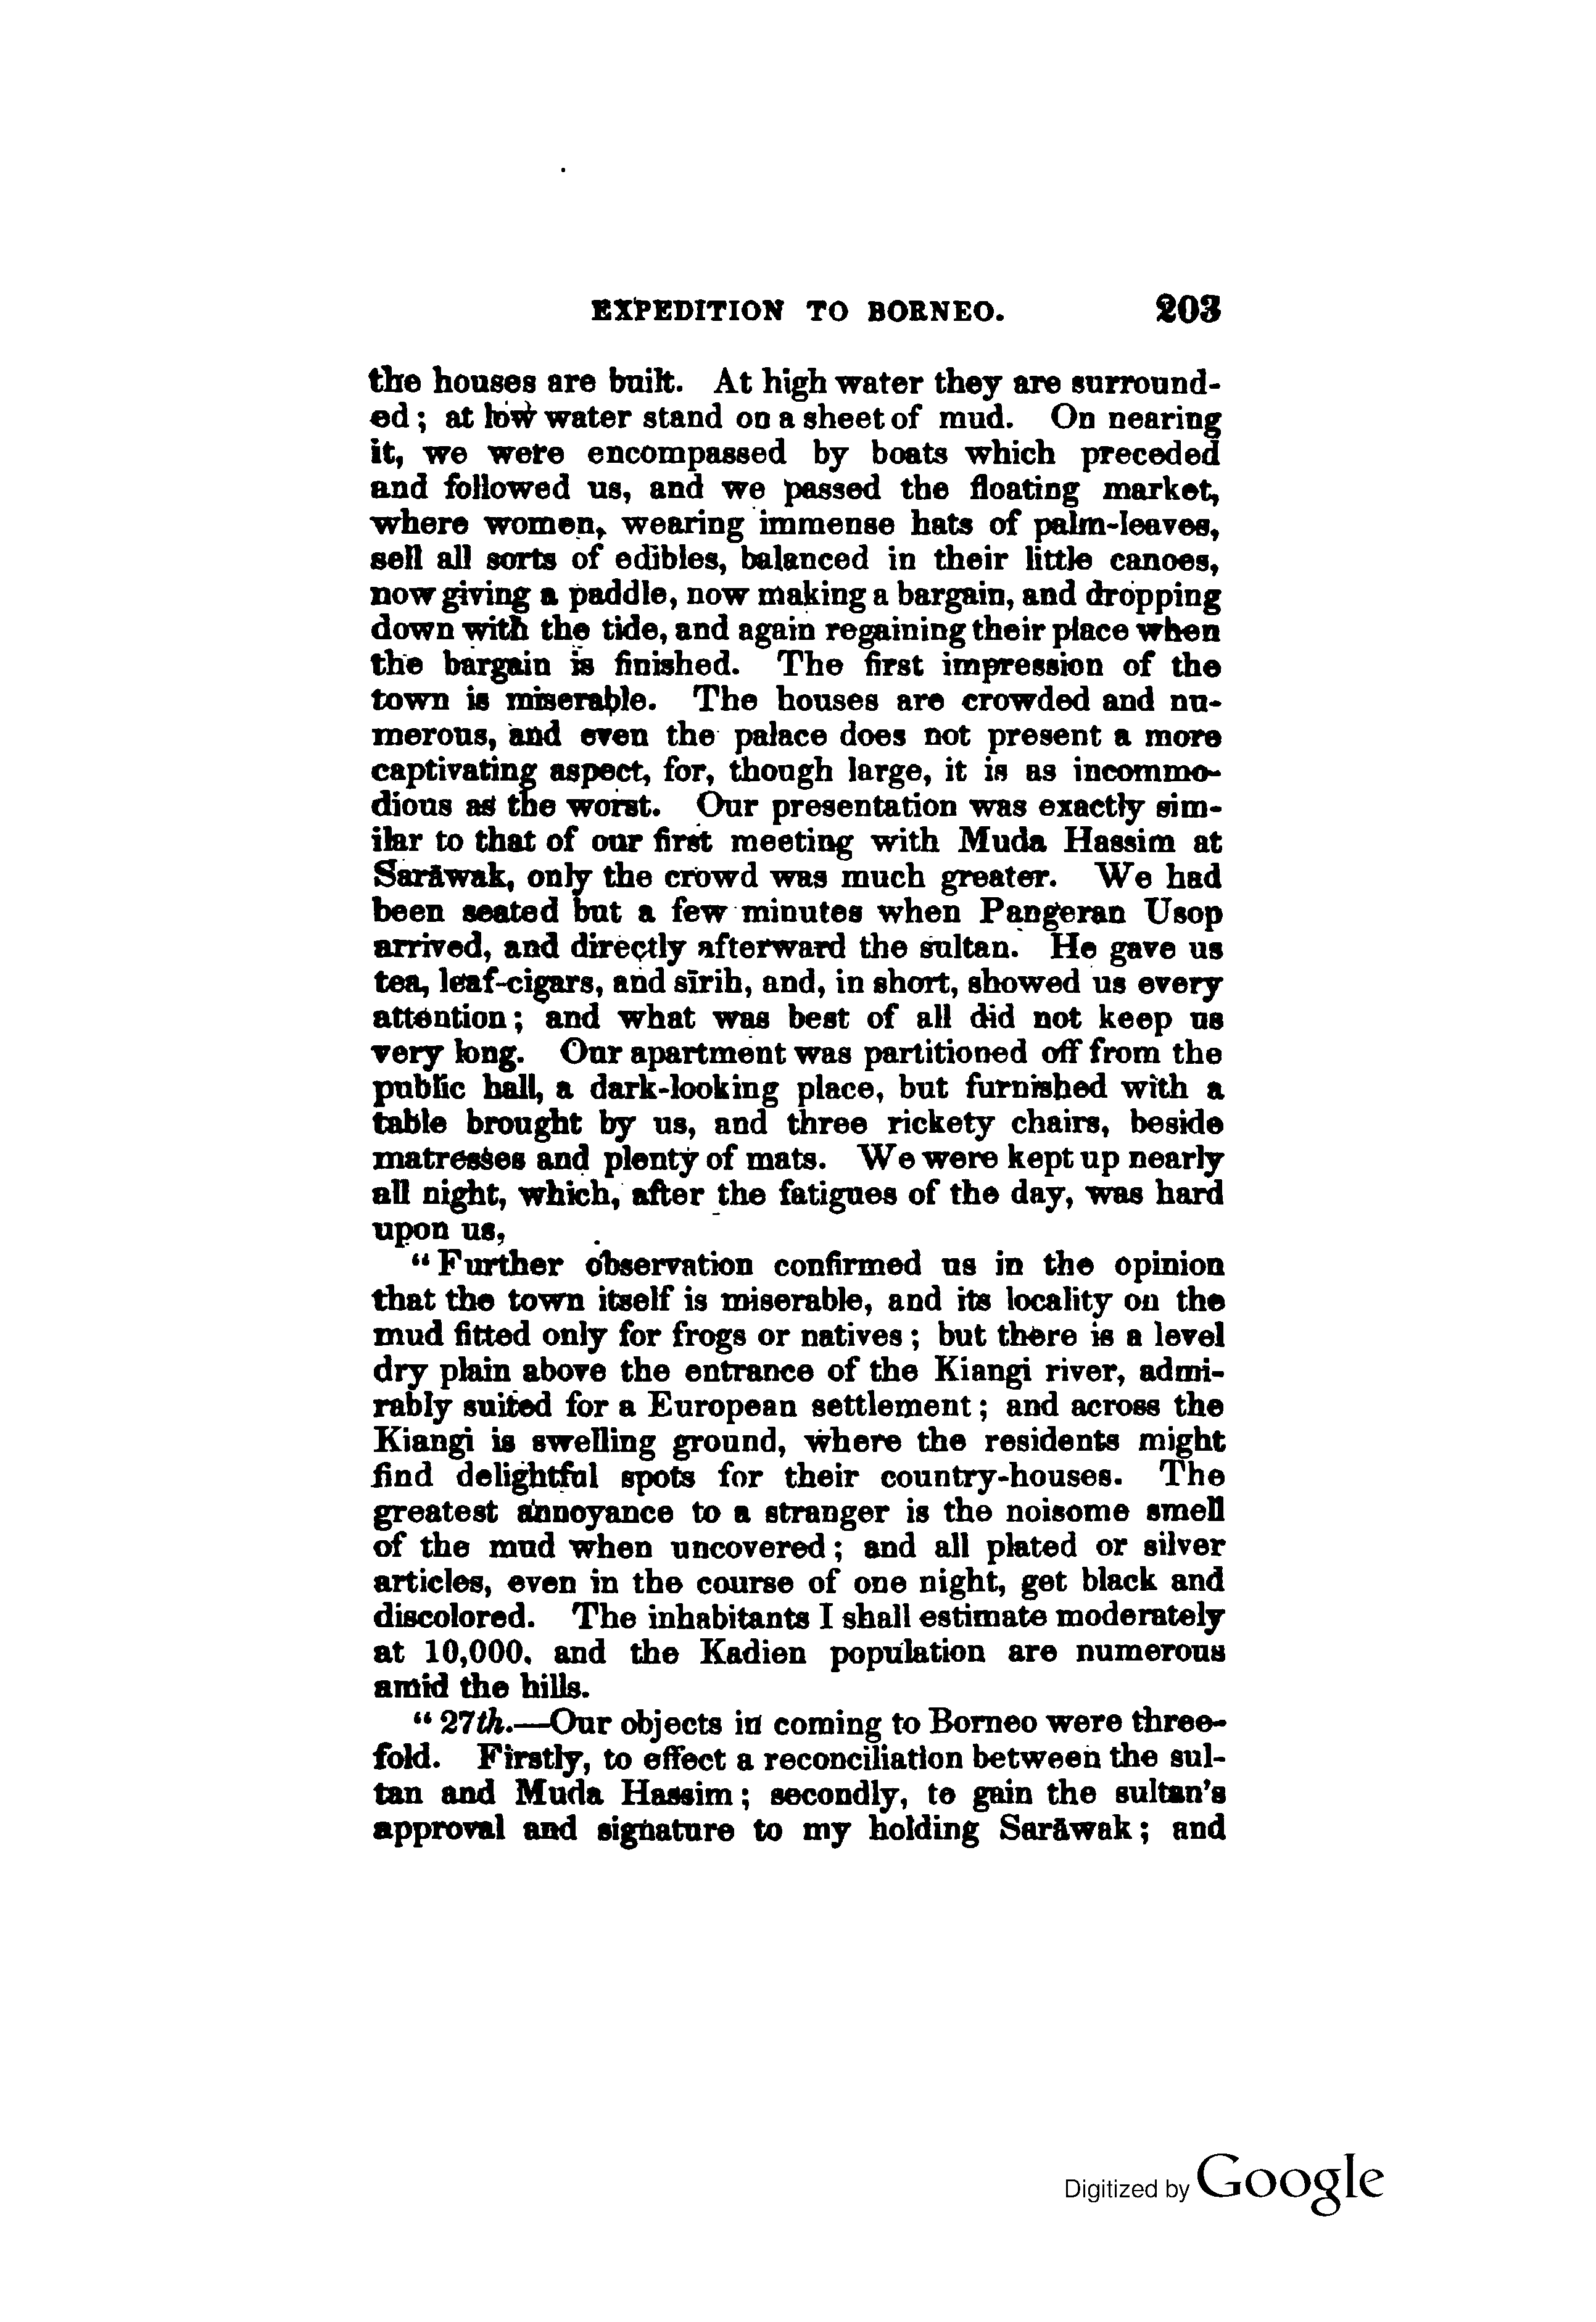 EXPEDITION TO BORNEO. 203
the houses are built. At high water they are surround-
ed; at low water stand on a sheet of mud. On nearing
it, we were encompassed by boats which preceded
and followed us, and we passed the floating market,
where women, wearing immense hats of palm-leaves,
sell all sorts of edibles, balanced in their little canoes,
now giving a paddle, now making a bargain, and dropping
down with the tide, and again regaining their place when
the bargain is finished. The first impression of the
town is miserable. The houses are crowded and nu-
merous, and even the palace does not present a more
captivating aspect, for, though large, it is as incommo-
dious as the worst. Our presentation was exactly sim-
ilar to that of our first meeting with Muda Hassim at
Sarāwak, only the crowd was much greater. We had
been seated but a few minutes when Pangeran Usop
arrived, and directly afterward the sultan. He gave us
tea, leaf-cigars, and sīrih, and, in short, showed us every
attention; and what was best of all did not keep us
very long. Our apartment was partitioned off from the
public hall, a dark-looking place, but furnished with a
table brought by us, and three rickety chairs, beside
matresses and plenty of mats. We were kept up nearly
all night, which, after the fatigues of the day, was hard
upon us,
“Further observation confirmed us in the opinion
that the town itself is miserable, and its locality on the
mud fitted only for frogs or natives; but there is a level
dry plain above the entrance of the Kiangi river, admi-
rably suited for a European settlement; and across the
Kiangi is swelling ground, where the residents might
find delightful spots for their country-houses. The
greatest annoyance to a stranger is the noisome smell
of the mud when uncovered; and all plated or silver
articles, even in the course of one night, get black and
discolored. The inhabitants I shall estimate moderately
at 10,000, and the Kadien population are numerous
amid the hills.
“27th.—Our objects in coming to Borneo were three-
fold. Firstly, to effect a reconciliation between the sul-
tan and Muda Hassim; secondly, to gain the sultan's
approval and signature to my holding Sarāwak; and
Digitized by Google